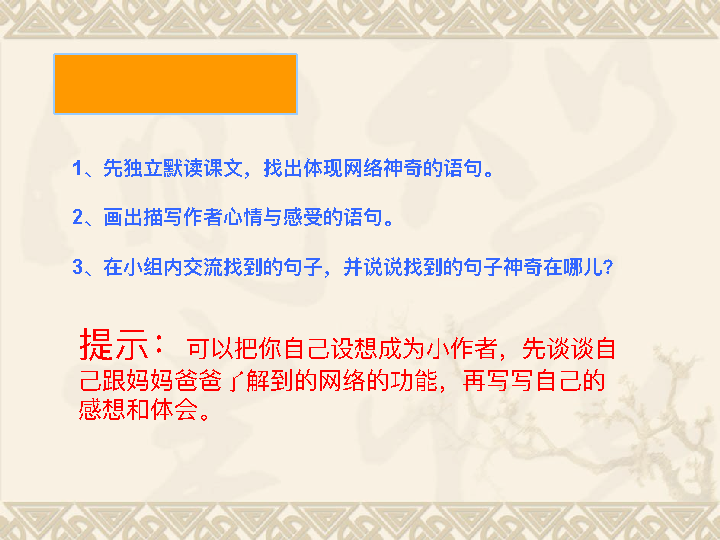 1、先独立默读课文，找出体现网络神奇的语句。
2、画出描写作者心情与感受的语句。
3、在小组内交流找到的句子，并说说找到的句子神奇在哪儿?
提示：可以把你自己设想成为小作者，先谈谈自
己跟妈妈爸爸了解到的网络的功能，再写写自己的
感想和体会。